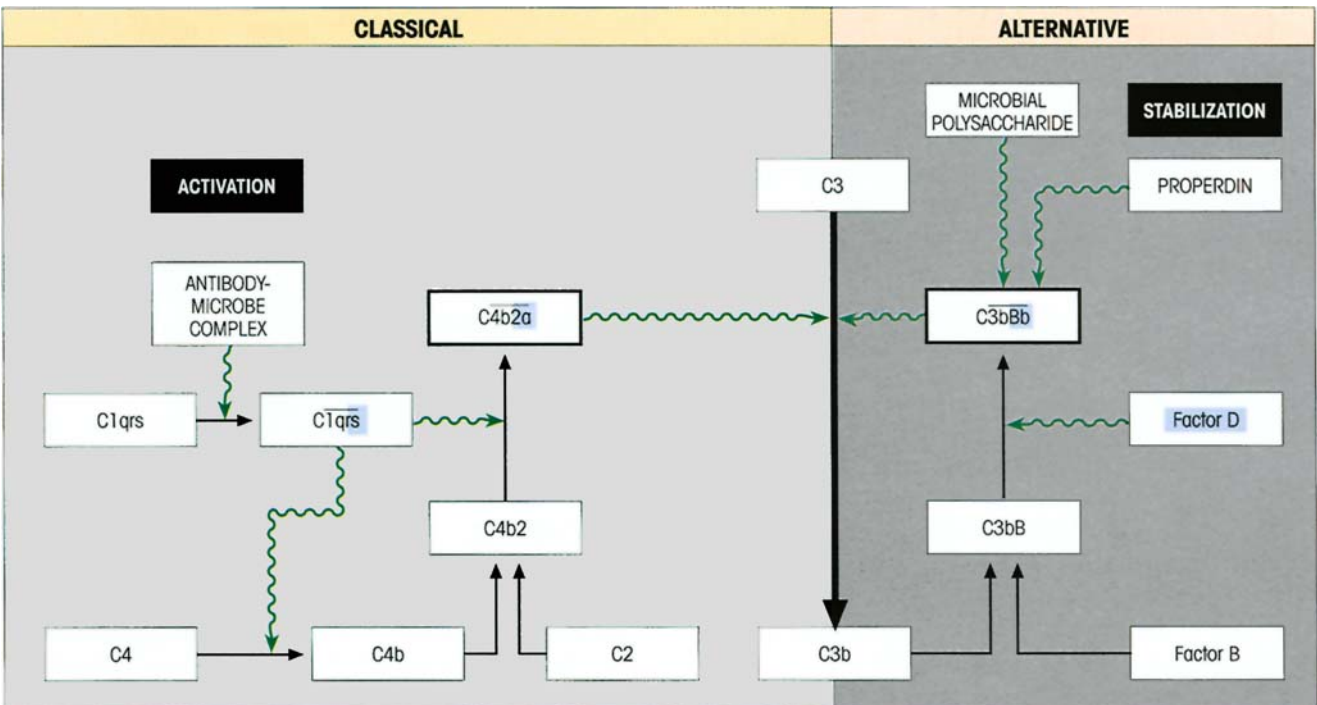 CLASSICAL
ALTERNATIVE
MICROBIAL
POLYSACCHARIDE
STABILIZATION
ACTIVATION
C3
PROPERDIN
ANTIBODY-
MICROBE
COMPLEX
C4b2a
C3bBb
C1qrs
C1qrs
Factor D
C4b2
C3bB
C4
C4b
C2
C3b
Factor B